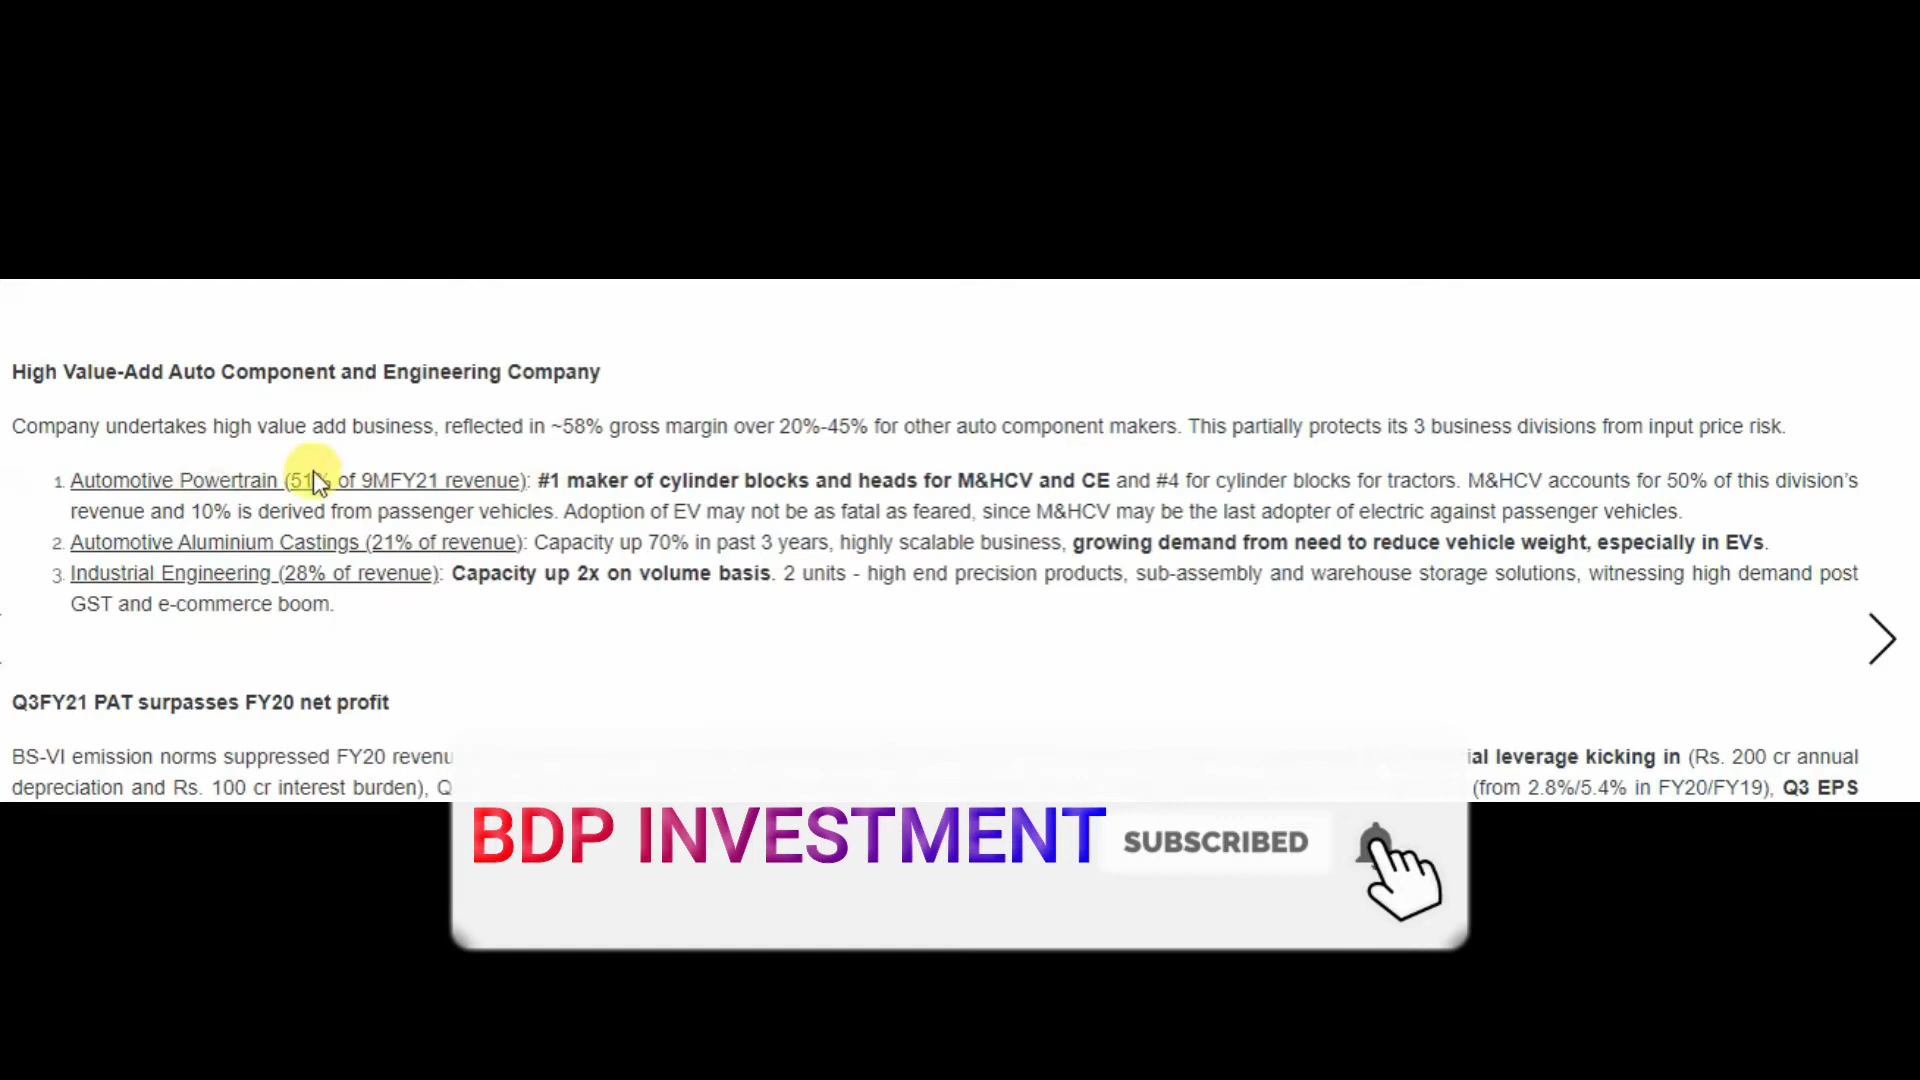 High Value-Add Auto Component and Engineering Company
Company undertakes high value add business, reflected in ~58% gross margin over 20%-45% for other auto component makers. This partially protects its 3 business divisions from input price risk.
1. Automotive Powertrain (51% of 9MFY21 revenue): #1 maker of cylinder blocks and heads for M&HCV and CE and #4 for cylinder blocks for tractors. M&HCV accounts for 50% of this division's
revenue and 10% is derived from passenger vehicles. Adoption of EV may not be as fatal as feared, since M&HCV may be the last adopter of electric against passenger vehicles.
2. Automotive Aluminium Castings (21% of revenue): Capacity up 70% in past 3 years, highly scalable business, growing demand from need to reduce vehicle weight, especially in EVs.
3. Industrial Engineering (28% of revenue): Capacity up 2x on volume basis. 2 units - high end precision products, sub-assembly and warehouse storage solutions, witnessing high demand post
GST and e-commerce boom.
Q3FY21 PAT surpasses FY20 net profit
BS-VI emission norms suppressed FY20 leverage kicking in (Rs. 200 cr annual
depreciation and Rs. 100 cr interest burden), (from 2.8%/5.4% in FY20/FY19), Q3 EPS
BDP INVESTMENT SUBSCRIBED